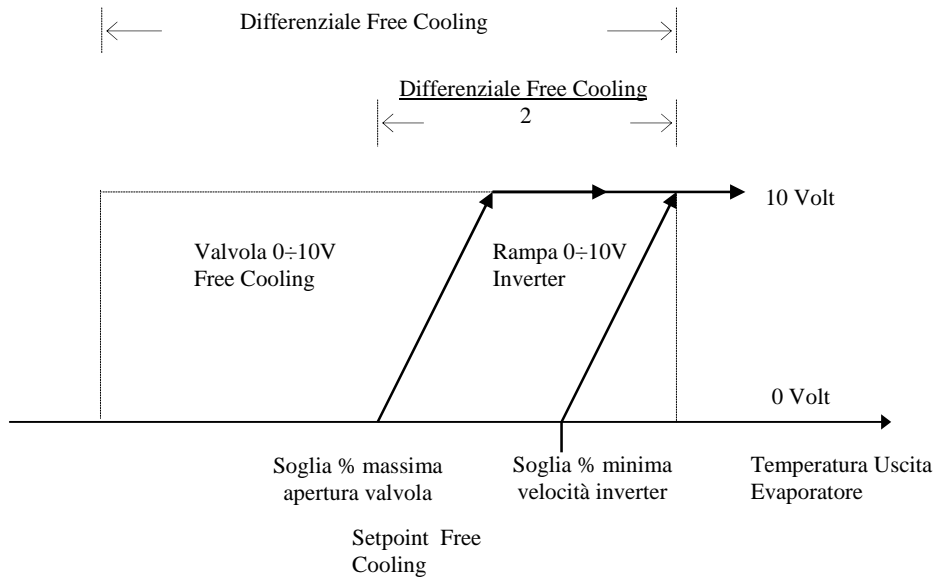 Differenziale Free Cooling
Differenziale Free Cooling
2
10 Volt
Valvola 0÷10V
Free Cooling
Rampa 0÷10V
Inverter
0 Volt
Soglia % massima
apertura valvola
Soglia % minima
velocità inverter
Temperatura Uscita
Evaporatore
Setpoint Free
Cooling